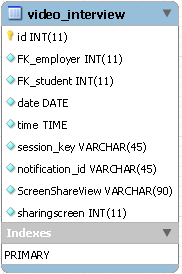 video_interview
id INT(11)
FK_employer INT(11)
FK_student INT(11)
date DATE
time TIME
session_key VARCHAR(45)
notification_id VARCHAR(45)
ScreenShareView VARCHAR(90)
sharingscreen INT(11)
Indexes
PRIMARY